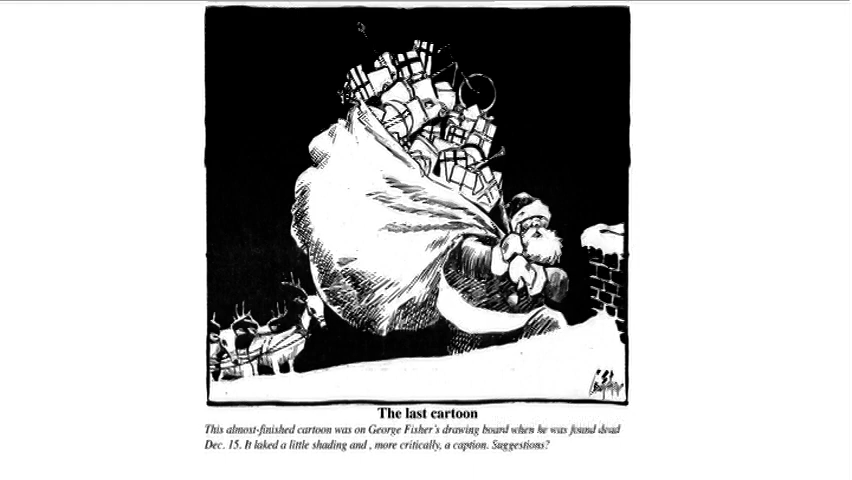 The last cartoon
This almost-finished cartoon was on George Fisher's drawing board when he was found dead
Dec. 15. It laked a little shading and , more critically, a caption. Suggestions?